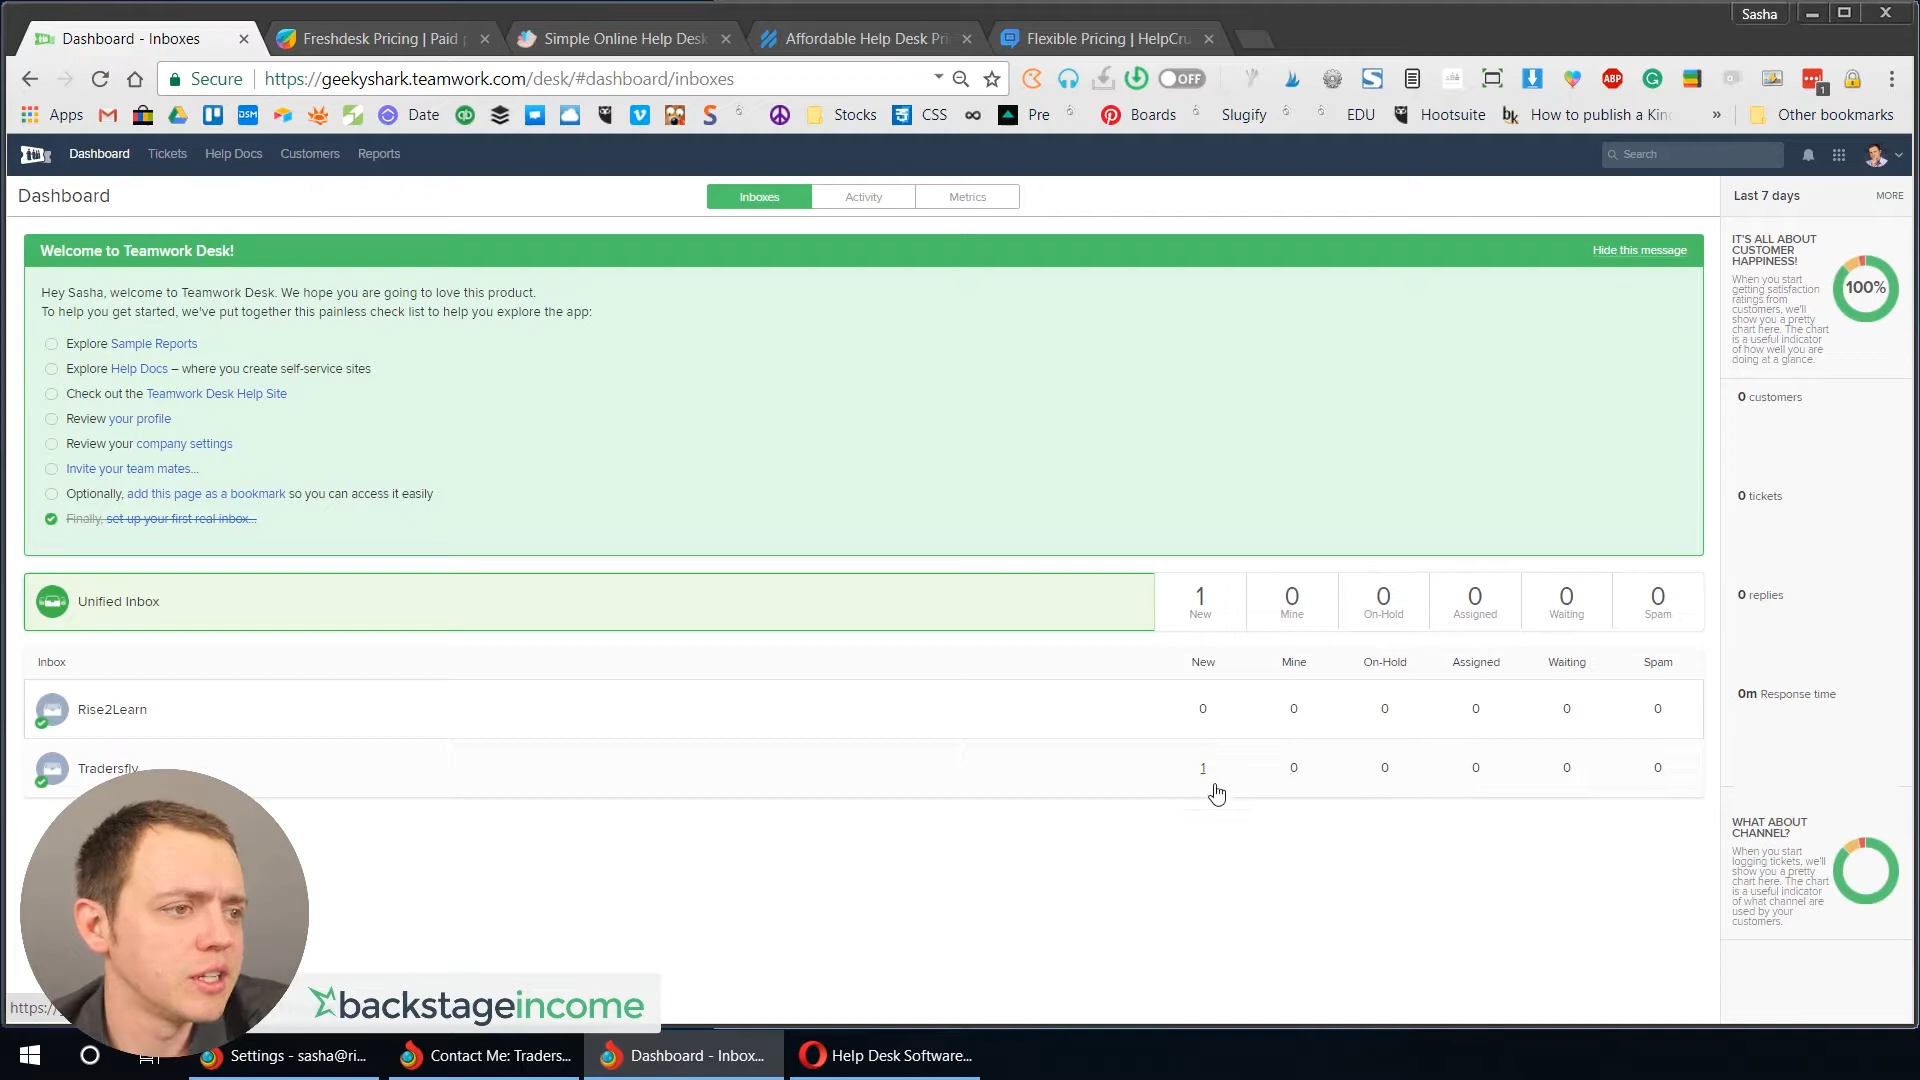 Sasha
Dashboard - Inboxes
Freshdesk Pricing | Paid
Simple Online Help Desk
Affordable Help Desk Pri
Flexible Pricing | HelpCru
Secure
https://geekyshark.teamwork.com/desk/#dashboard/inboxes
OFF
ABP
1
Apps
DSM
Date
Stocks
CSS
Pre
Boards
Slugify
EDU
Hootsuite
How to publish a Kin
»
Other bookmarks
Dashboard
Tickets
Help Docs
Customers
Reports
Search
Dashboard
Inboxes
Activity
Metrics
Last 7 days
MORE
Welcome to Teamwork Desk!
Hide this message
Hey Sasha, welcome to Teamwork Desk. We hope you are going to love this product.
To help you get started, we've put together this painless check list to help you explore the app:
Explore Sample Reports
Explore Help Docs – where you create self-service sites
Check out the Teamwork Desk Help Site
Review your profile
Review your company settings
Invite your team mates...
Optionally, add this page as a bookmark so you can access it easily
Finally, set up your first real inbox...
IT'S ALL ABOUT
CUSTOMER
HAPPINESS!
When you start
getting satisfaction
ratings from
customers, we'll
show you a pretty
chart here. The chart
is a useful indicator
of how well you are
doing at a glance.
100%
0 customers
0 tickets
0 replies
0m Response time
WHAT ABOUT
CHANNEL?
When you start
logging tickets, we'll
show you a pretty
chart here. The chart
is a useful indicator
of what channel are
used by your
customers.
Unified Inbox
1 New
0 Mine
0 On-Hold
0 Assigned
0 Waiting
0 Spam
Inbox New Mine On-Hold Assigned Waiting Spam
Rise2Learn 0 0 0 0 0 0
Tradersfly 1 0 0 0 0 0
https:/
backstageincome
Settings - sasha@ri...
Contact Me: Traders...
Dashboard - Inbox...
Help Desk Software...